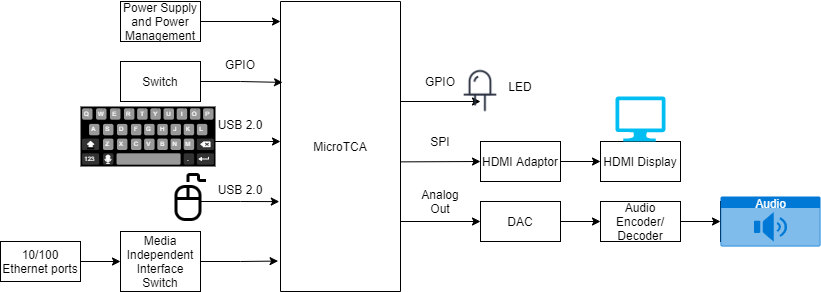 Power Supply
and Power
Management
Switch
GPIO
Q W E R T Y U I O P
A S D F G H J K L
Z X C V B N M
123
.
USB 2.0
USB 2.0
10/100
Ethernet ports
Media
Independent
Interface
Switch
MicroTCA
GPIO
LED
SPI
HDMI Adaptor
HDMI Display
Analog
Out
DAC
Audio
Encoder/
Decoder
Audio